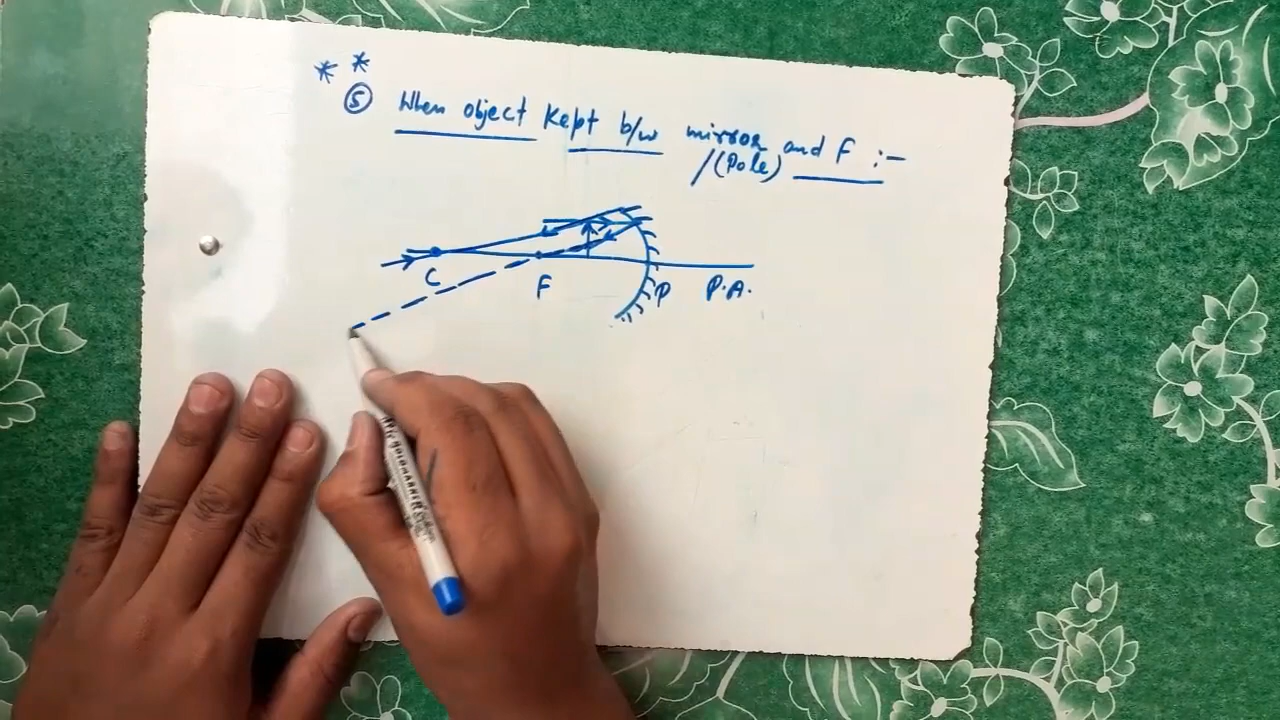 * *
⑤ When object kept b/w mirror and F :-
/(Pole)
C F P P.A.